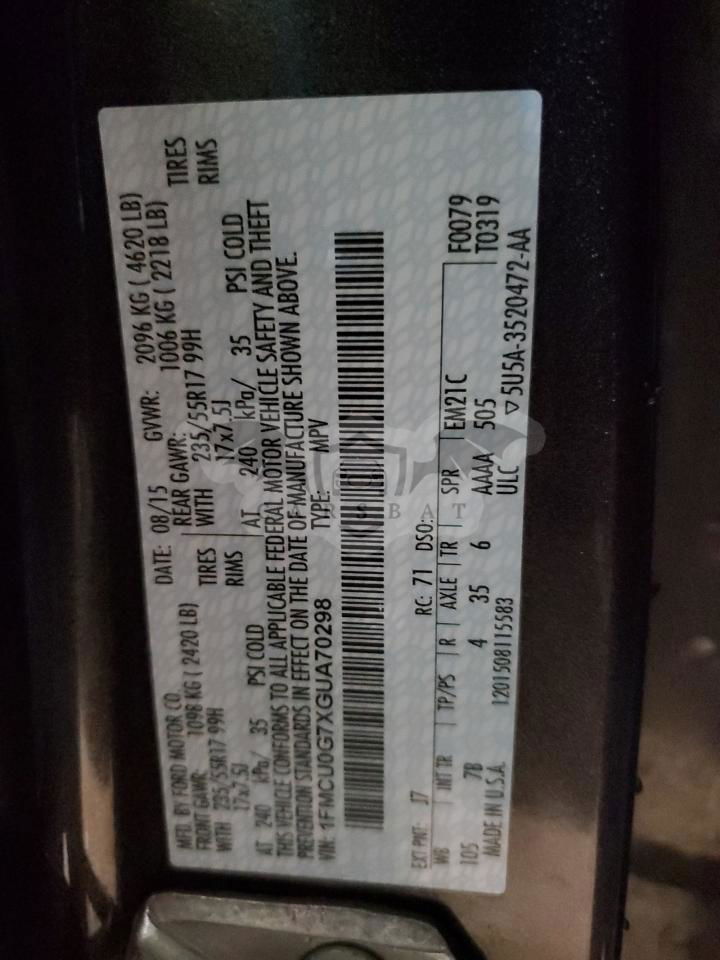 MFD. BY FORD MOTOR CO.
DATE: 08/15 GVWR: 2096 KG ( 4620 LB)
FRONT GAWR: 1098 KG ( 2420 LB) REAR GAWR: 1006 KG ( 2218 LB)
WITH 235/55R17 99H TIRES WITH 235/55R17 99H TIRES
17x7.5J RIMS 17x7.5J RIMS
AT 240 kPa/ 35 PSI COLD AT 240 kPa/ 35 PSI COLD
THIS VEHICLE CONFORMS TO ALL APPLICABLE FEDERAL MOTOR VEHICLE SAFETY AND THEFT
PREVENTION STANDARDS IN EFFECT ON THE DATE OF MANUFACTURE SHOWN ABOVE.
VIN: 1FMCU0G7XGUA70298 TYPE: MPV
EXT PNT: J7 RC: 71 DSO:
WB INT TR TP/PS R AXLE TR SPR EM21C F0079
105 7B 4 35 6 AAAA 505 T0319
MADE IN U.S.A. 1201508115583 ULC
▽5U5A-3520472-AA